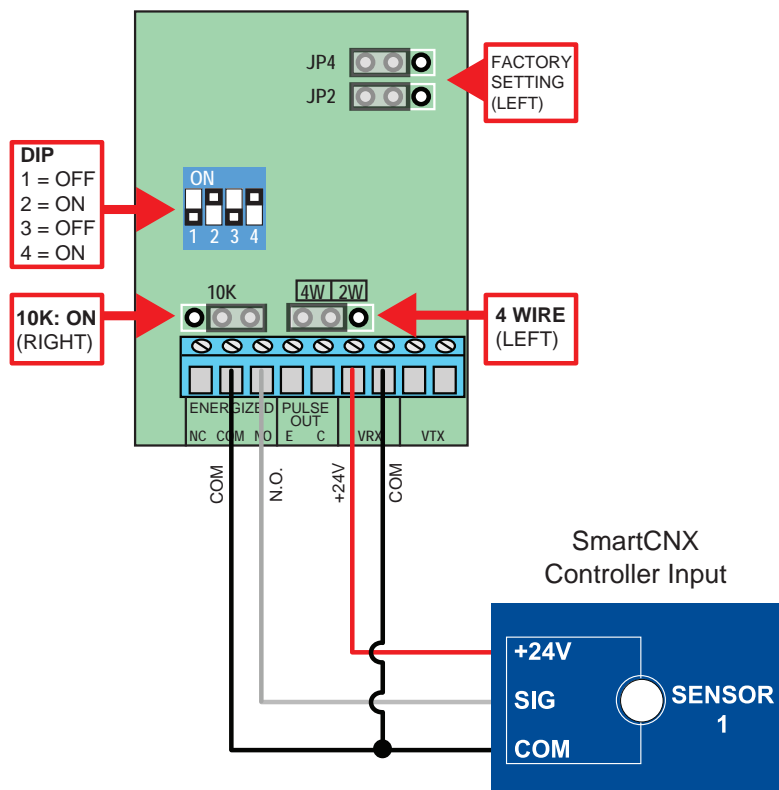 JP4
JP2
FACTORY
SETTING
(LEFT)
DIP
1 = OFF
2 = ON
3 = OFF
4 = ON
ON
1 2 3 4
10K: ON
(RIGHT)
10K
4W 2W
4 WIRE
(LEFT)
ENERGIZED
PULSE
OUT
NC COM NO E C VRX VTX
COM
N.O.
+24V
COM
SmartCNX
Controller Input
+24V
SIG
COM
SENSOR
1